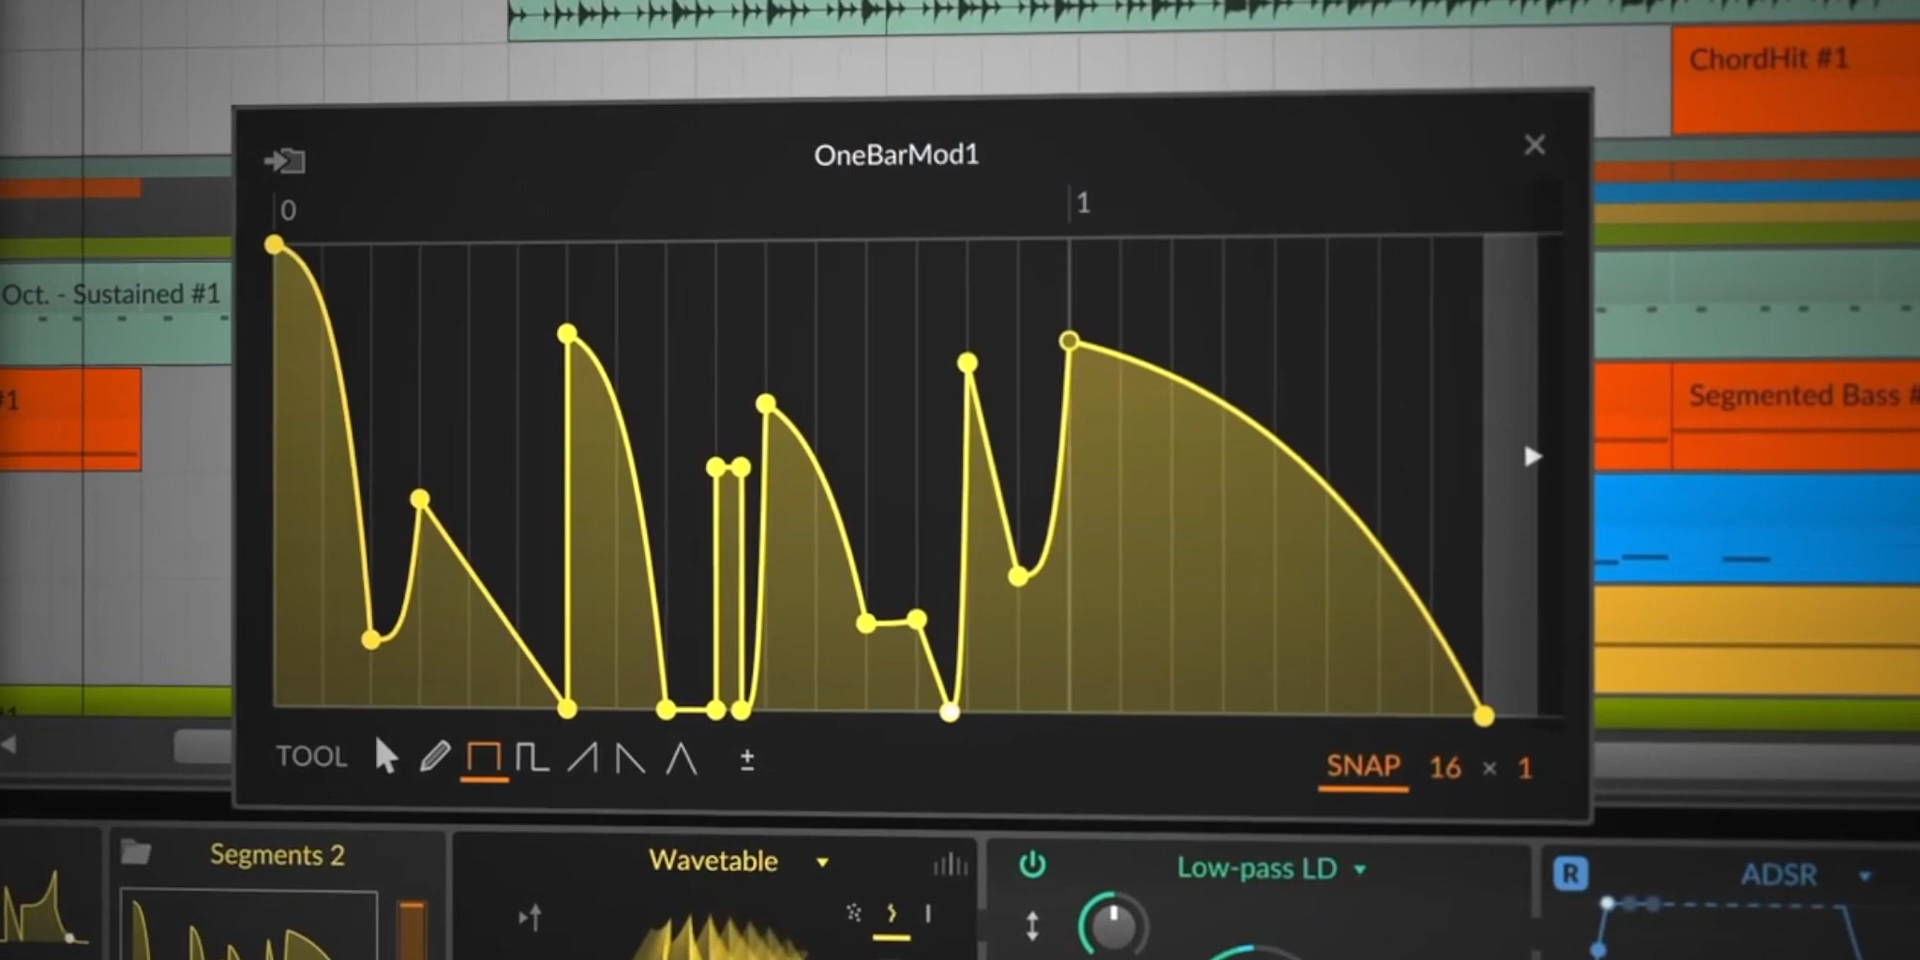 ChordHit #1
OneBarMod1
0
1
Oct. - Sustained #1
#1
Segmented Bass #
TOOL
SNAP 16 × 1
Segments 2
Wavetable
Low-pass LD
R
ADSR